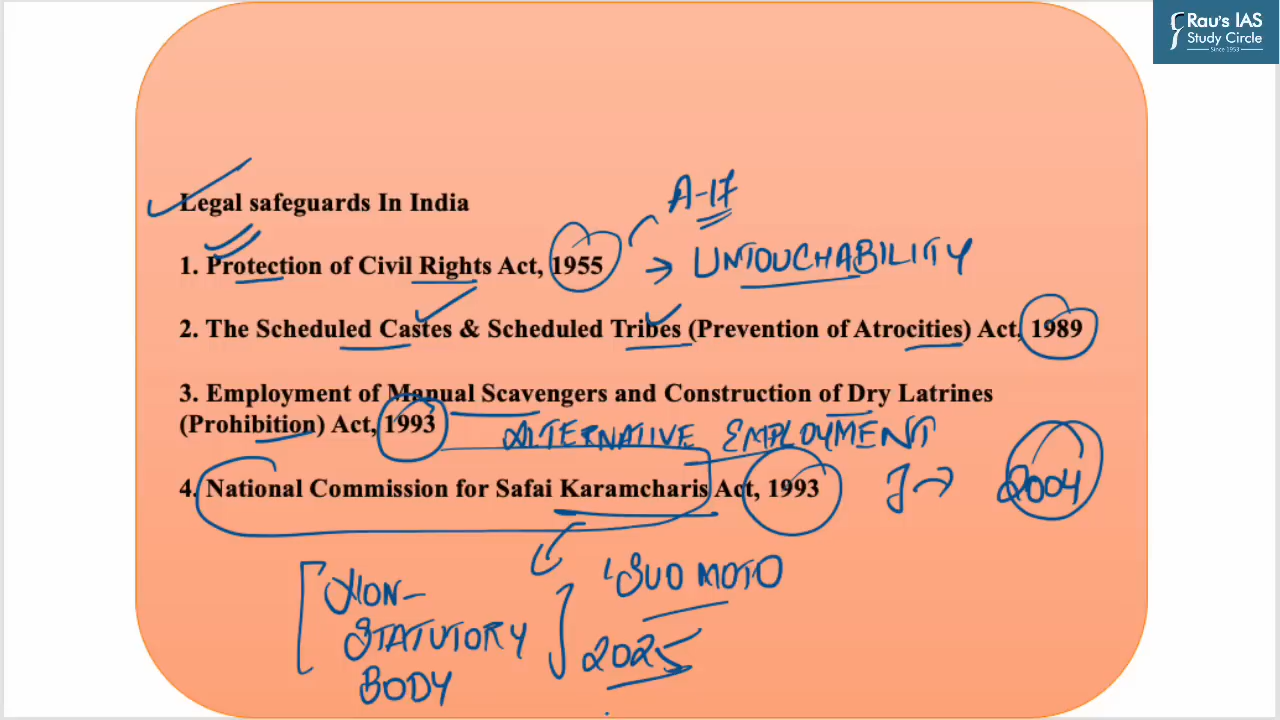 Rau's IAS
Study Circle
Since 1953
Legal safeguards In India
A-17
1. Protection of Civil Rights Act, 1955
→ UNTOUCHABILITY
2. The Scheduled Castes & Scheduled Tribes (Prevention of Atrocities) Act, 1989
3. Employment of Manual Scavengers and Construction of Dry Latrines
(Prohibition) Act, 1993
ALTERNATIVE EMPLOYMENT
4. National Commission for Safai Karamcharis Act, 1993
→ 2004
NON-
STATUTORY
BODY
SUO MOTO
2025